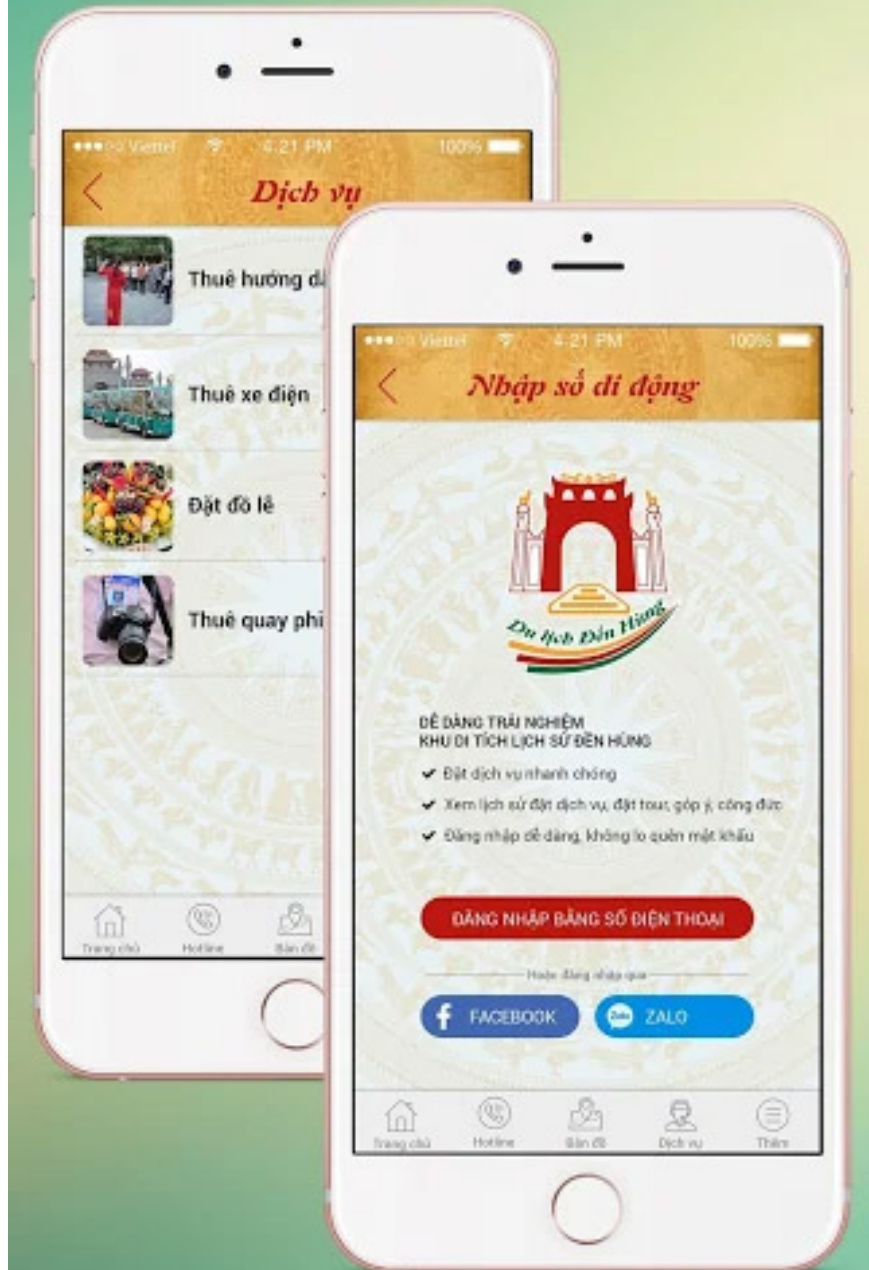 Viettel 4:21 PM 100%
Dịch vụ
Thuê hướng
Thuê xe điện
Đặt đồ lễ
Thuê quay
Trang chủ Hotline Bản đồ
Viettel 4:21 PM 100%
Nhập số di động
Du lịch Đền Hùng
DỄ DÀNG TRẢI NGHIỆM
KHU DI TÍCH LỊCH SỬ ĐỀN HÙNG
Đặt dịch vụ nhanh chóng
Xem lịch sử đặt dịch vụ, đặt tour, góp ý, công đức
Đăng nhập dễ dàng, không lo quên mật khẩu
ĐĂNG NHẬP BẰNG SỐ ĐIỆN THOẠI
Hoặc đăng nhập qua
FACEBOOK Zalo ZALO
Trang chủ Hotline Bản đồ Dịch vụ Thêm